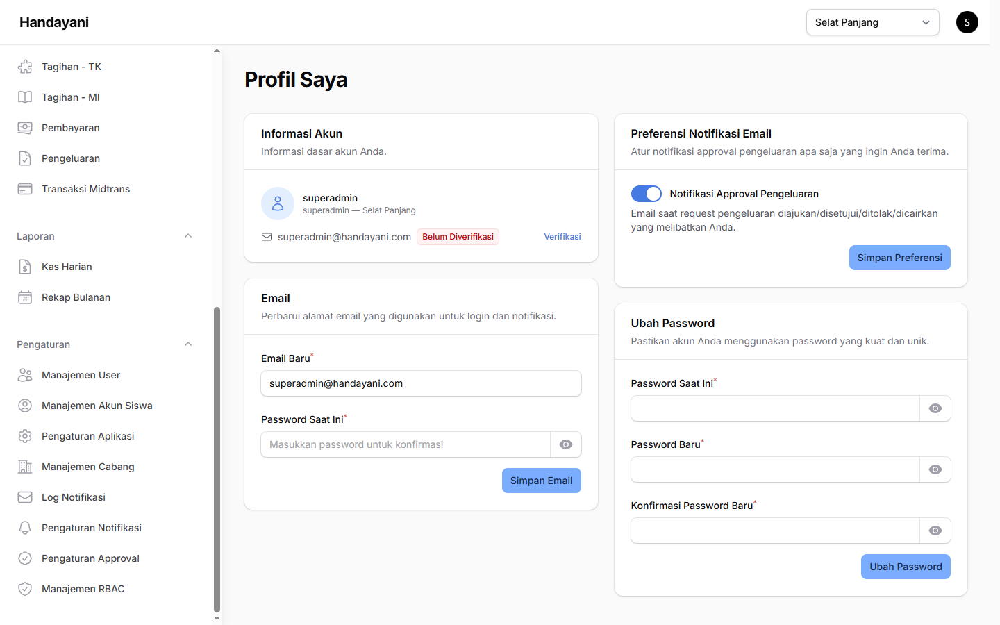 Handayani
Selat Panjang
S
Tagihan - TK
Tagihan - MI
Pembayaran
Pengeluaran
Transaksi Midtrans
Laporan
Kas Harian
Rekap Bulanan
Pengaturan
Manajemen User
Manajemen Akun Siswa
Pengaturan Aplikasi
Manajemen Cabang
Log Notifikasi
Pengaturan Notifikasi
Pengaturan Approval
Manajemen RBAC
Profil Saya
Informasi Akun
Informasi dasar akun Anda.
superadmin
superadmin — Selat Panjang
superadmin@handayani.com Belum Diverifikasi Verifikasi
Email
Perbarui alamat email yang digunakan untuk login dan notifikasi.
Email Baru*
superadmin@handayani.com
Password Saat Ini*
Masukkan password untuk konfirmasi
Simpan Email
Preferensi Notifikasi Email
Atur notifikasi approval pengeluaran apa saja yang ingin Anda terima.
Notifikasi Approval Pengeluaran
Email saat request pengeluaran diajukan/disetujui/ditolak/dicairkan
yang melibatkan Anda.
Simpan Preferensi
Ubah Password
Pastikan akun Anda menggunakan password yang kuat dan unik.
Password Saat Ini*
Password Baru*
Konfirmasi Password Baru*
Ubah Password